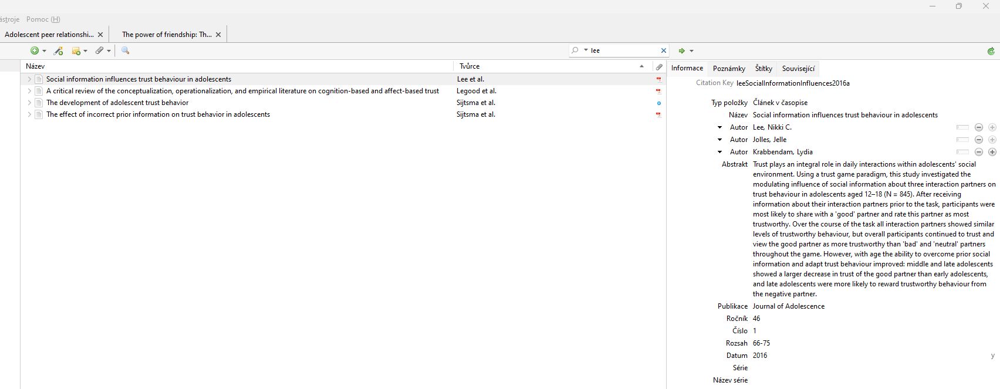 ástroje Pomoc (H)
Adolescent peer relationshi... The power of friendship: Th...
lee
Název Tvůrce
Social information influences trust behaviour in adolescents Lee et al.
A critical review of the conceptualization, operationalization, and empirical literature on cognition-based and affect-based trust Legood et al.
The development of adolescent trust behavior Sijtsma et al.
The effect of incorrect prior information on trust behavior in adolescents Sijtsma et al.
Informace Poznámky Štítky Související
Citation Key leeSocialInformationInfluences2016a
Typ položky Článek v časopise
Název Social information influences trust behaviour in adolescents
Autor Lee, Nikki C.
Autor Jolles, Jelle
Autor Krabbendam, Lydia
Abstrakt Trust plays an integral role in daily interactions within adolescents' social
environment. Using a trust game paradigm, this study investigated the
modulating influence of social information about three interaction partners on
trust behaviour in adolescents aged 12–18 (N = 845). After receiving
information about their interaction partners prior to the task, participants were
most likely to share with a 'good' partner and rate this partner as most
trustworthy. Over the course of the task all interaction partners showed similar
levels of trustworthy behaviour, but overall participants continued to trust and
view the good partner as more trustworthy than 'bad' and 'neutral' partners
throughout the game. However, with age the ability to overcome prior social
information and adapt trust behaviour improved: middle and late adolescents
showed a larger decrease in trust of the good partner than early adolescents,
and late adolescents were more likely to reward trustworthy behaviour from
the negative partner.
Publikace Journal of Adolescence
Ročník 46
Číslo 1
Rozsah 66-75
Datum 2016 y
Série
Název série